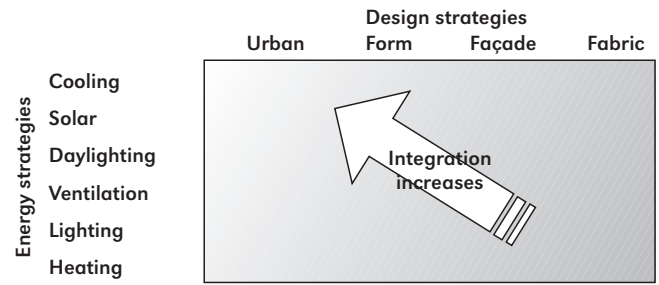 Design strategies
Urban Form Façade Fabric
Energy strategies
Cooling
Solar
Daylighting
Ventilation
Lighting
Heating
Integration
increases